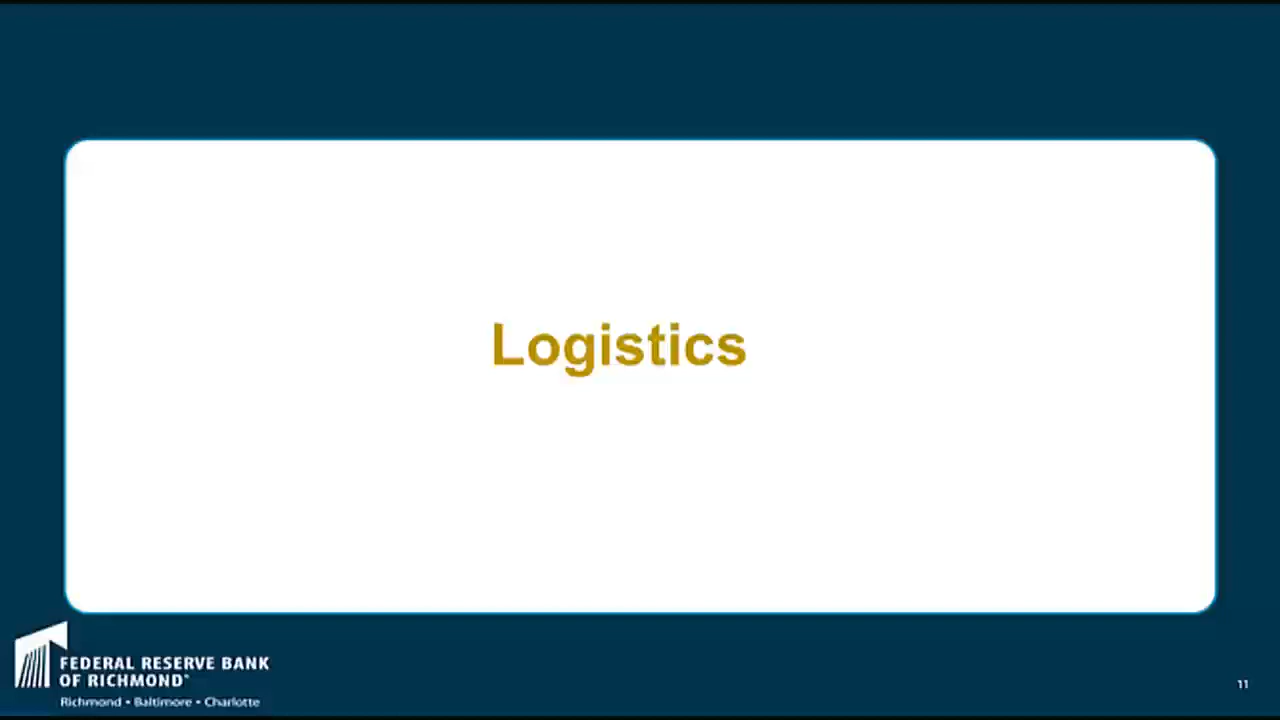 Logistics
FEDERAL RESERVE BANK
OF RICHMOND
Richmond • Baltimore • Charlotte
11